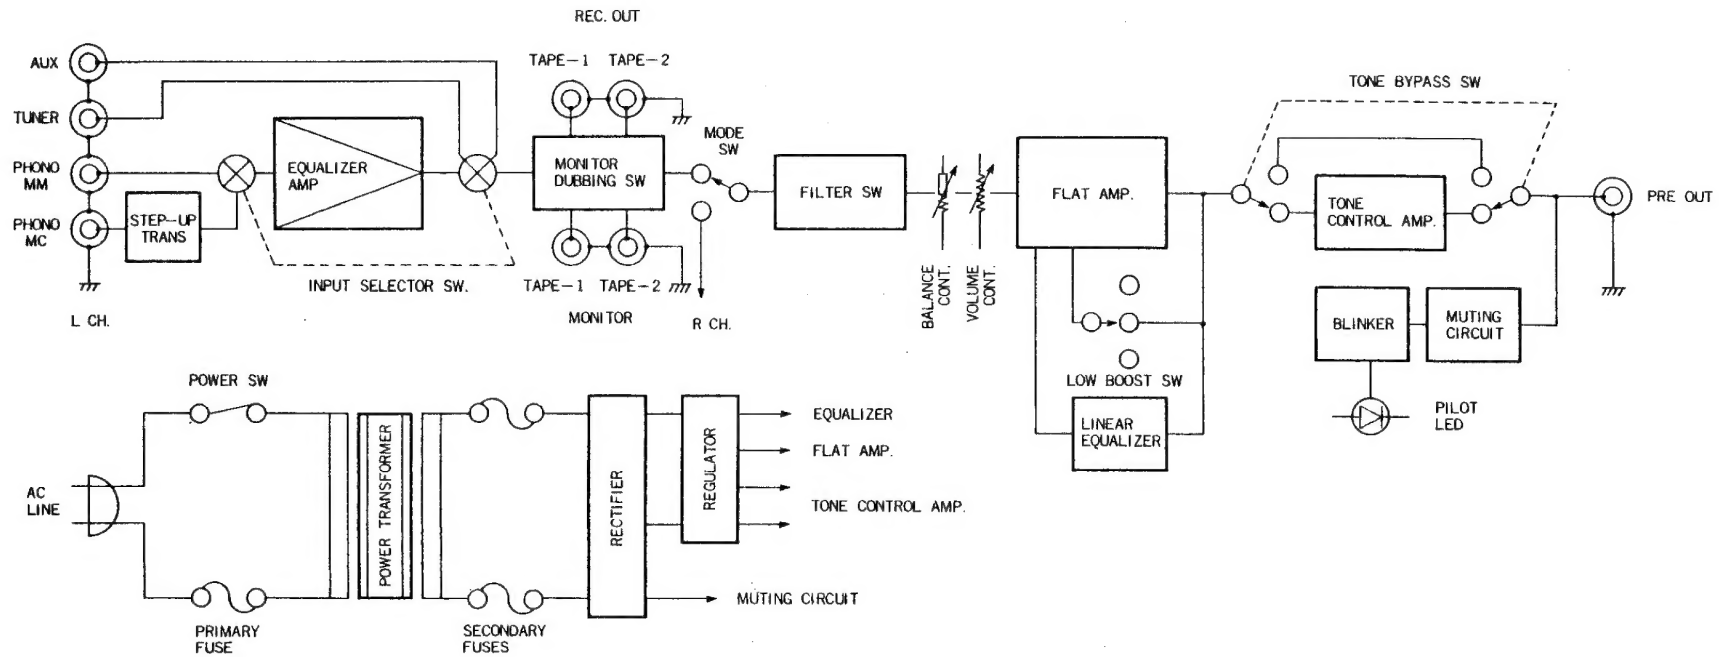 REC. OUT
AUX
TAPE-1
TAPE-2
TONE BYPASS SW
TUNER
MODE
SW
PHONO
MM
EQUALIZER
AMP
MONITOR
DUBBING SW
FILTER SW
FLAT AMP.
PRE OUT
PHONO
MC
STEP-UP
TRANS
TONE
CONTROL AMP.
INPUT SELECTOR SW.
TAPE-1
TAPE-2
BALANCE
CONT.
VOLUME
CONT.
L CH.
MONITOR
R CH.
BLINKER
MUTING
CIRCUIT
LOW BOOST SW
POWER SW
PILOT
LED
LINEAR
EQUALIZER
EQUALIZER
FLAT AMP.
TONE CONTROL AMP.
AC
LINE
POWER TRANSFORMER
RECTIFIER
REGULATOR
MUTING CIRCUIT
PRIMARY
FUSE
SECONDARY
FUSES